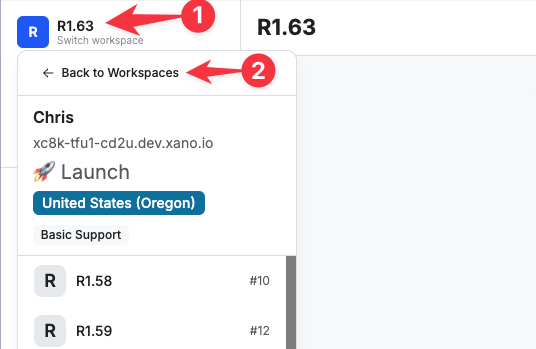 R
R1.63
Switch workspace
1
R1.63
← Back to Workspaces
2
Chris
xc8k-tfu1-cd2u.dev.xano.io
🚀 Launch
United States (Oregon)
Basic Support
R R1.58 #10
R R1.59 #12